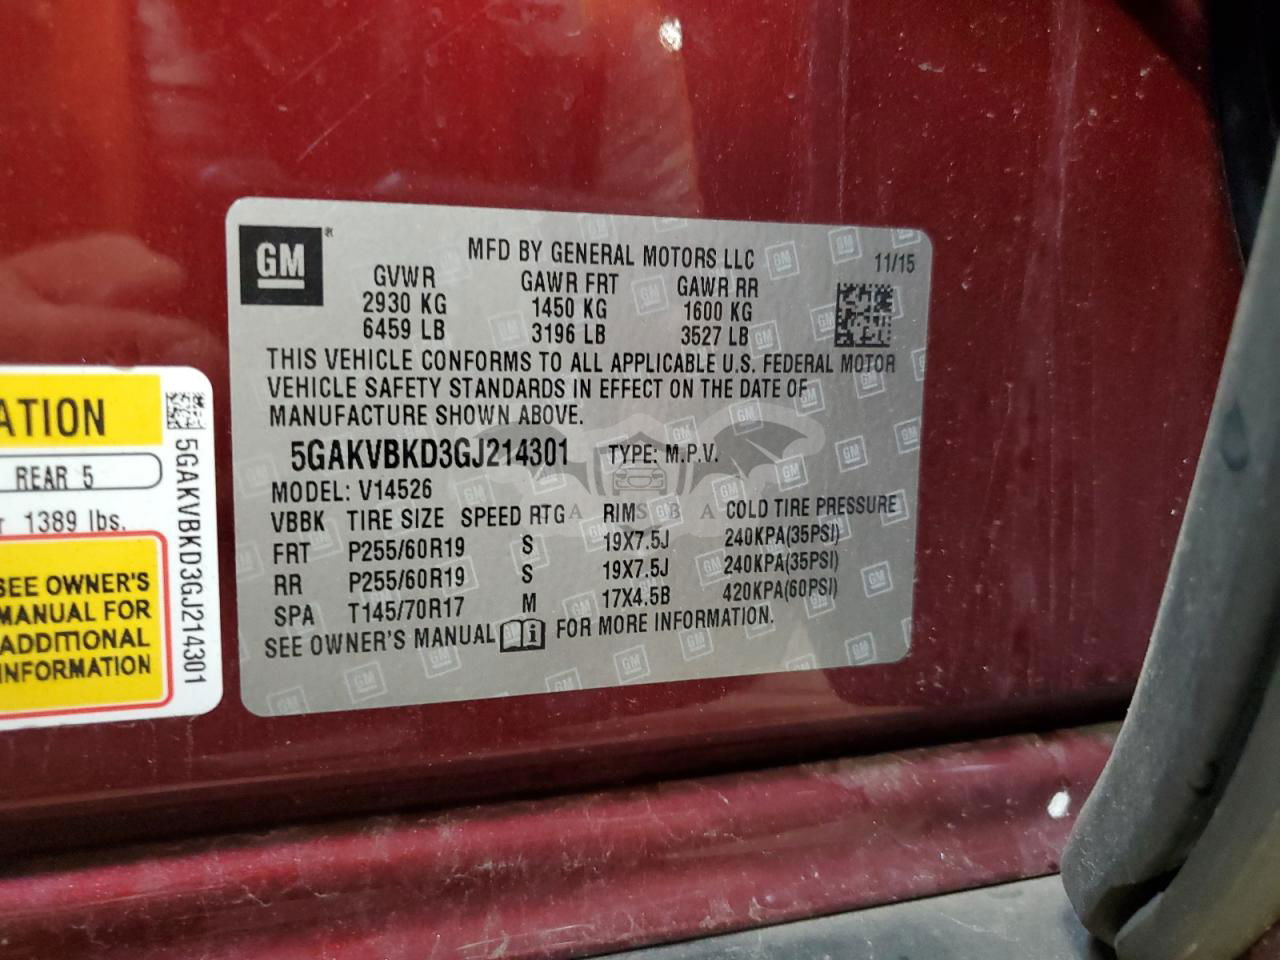 GM
MFD BY GENERAL MOTORS LLC 11/15
GVWR GAWR FRT GAWR RR
2930 KG 1450 KG 1600 KG
6459 LB 3196 LB 3527 LB
THIS VEHICLE CONFORMS TO ALL APPLICABLE U.S. FEDERAL MOTOR
VEHICLE SAFETY STANDARDS IN EFFECT ON THE DATE OF
MANUFACTURE SHOWN ABOVE.
5GAKVBKD3GJ214301 TYPE: M.P.V.
MODEL: V14526
VBBK TIRE SIZE SPEED RTG RIM COLD TIRE PRESSURE
FRT P255/60R19 S 19X7.5J 240KPA(35PSI)
RR P255/60R19 S 19X7.5J 240KPA(35PSI)
SPA T145/70R17 M 17X4.5B 420KPA(60PSI)
SEE OWNER'S MANUAL FOR MORE INFORMATION.
ATION
REAR 5
r 1389 lbs.
SEE OWNER'S
MANUAL FOR
ADDITIONAL
INFORMATION
5GAKVBKD3GJ214301
A S B A